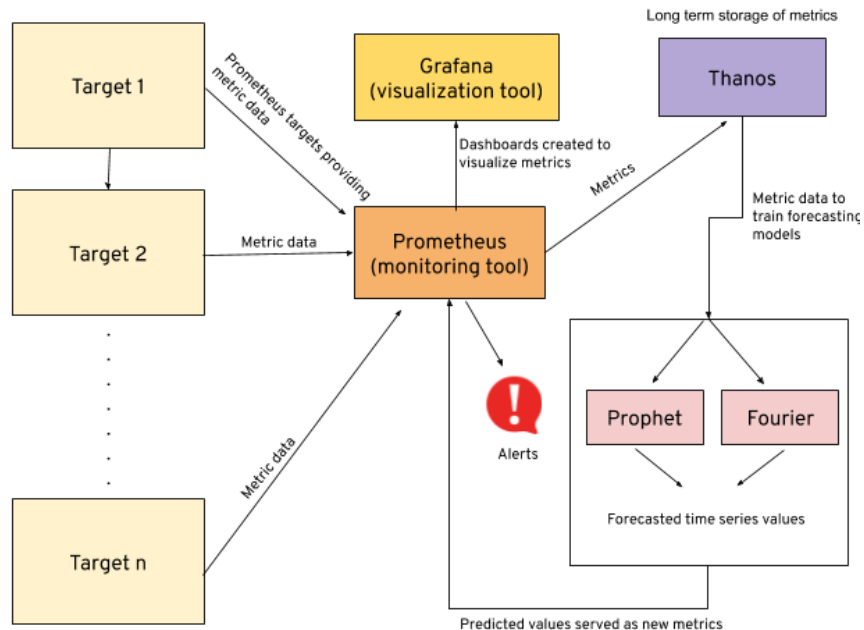 Long term storage of metrics
Target 1
Prometheus targets providing
metric data
Grafana
(visualization tool)
Thanos
Dashboards created to
visualize metrics
Metrics
Metric data to
train forecasting
models
Target 2
Metric data
Prometheus
(monitoring tool)
Metric data
Alerts
Prophet
Fourier
Forecasted time series values
Target n
Predicted values served as new metrics